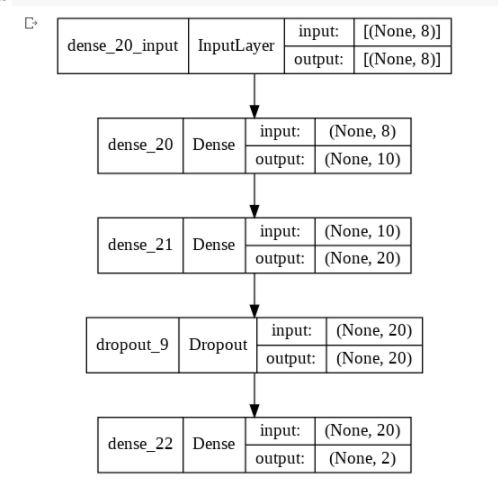 dense_20_input InputLayer input: [(None, 8)]
output: [(None, 8)]
dense_20 Dense input: (None, 8)
output: (None, 10)
dense_21 Dense input: (None, 10)
output: (None, 20)
dropout_9 Dropout input: (None, 20)
output: (None, 20)
dense_22 Dense input: (None, 20)
output: (None, 2)